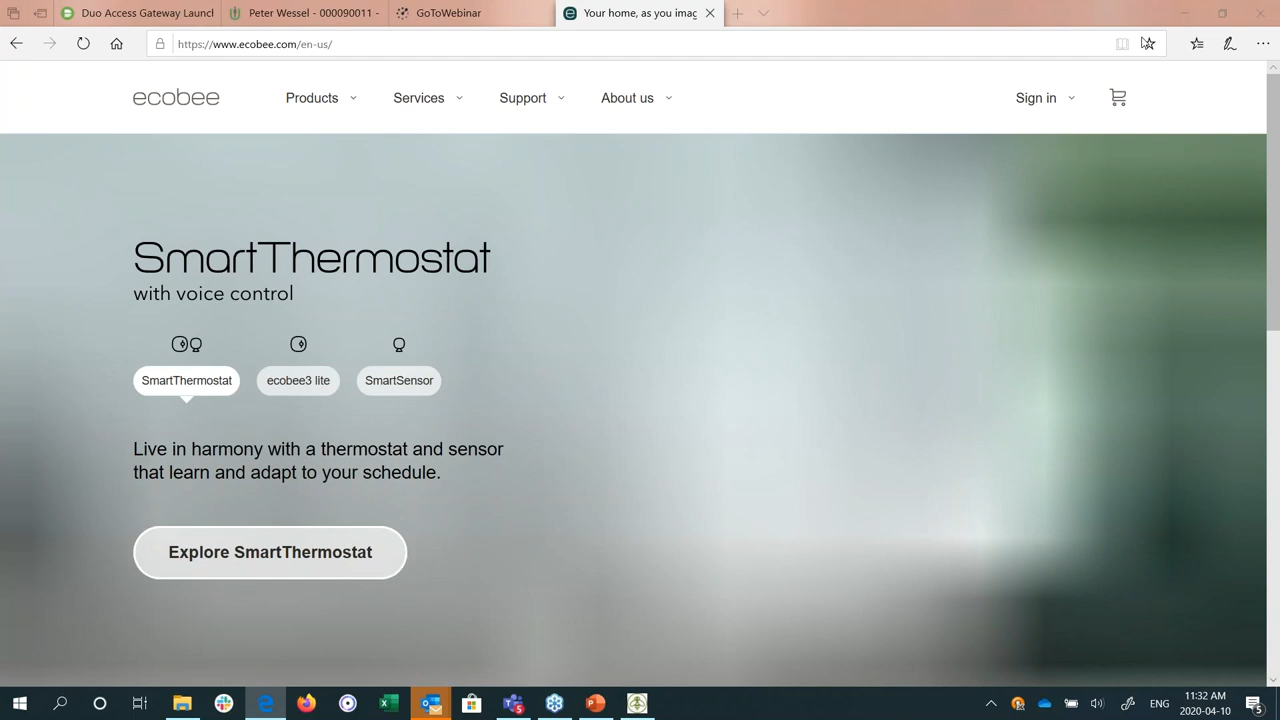 Duo Access Gateway Launcl
Peter Wessel - 000090011 -
GoToWebinar
Your home, as you imag
https://www.ecobee.com/en-us/
ecobee
Products
Services
Support
About us
Sign in
SmartThermostat
with voice control
SmartThermostat
ecobee3 lite
SmartSensor
Live in harmony with a thermostat and sensor
that learn and adapt to your schedule.
Explore SmartThermostat
5
ENG
11:32 AM
2020-04-10
5